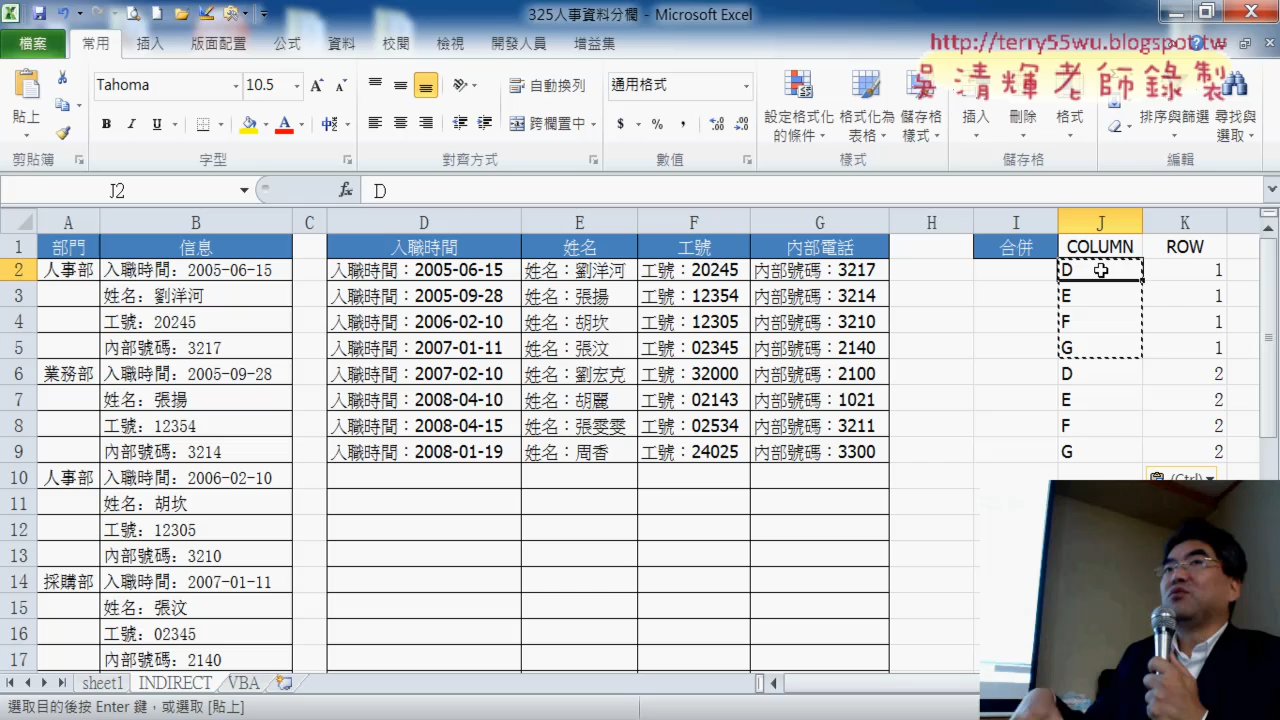 325人事資料分欄 - Microsoft Excel
檔案 常用 插入 版面配置 公式 資料 校閱 檢視 開發人員 增益集
http://terry55wu.blogspot.tw
吳清輝老師錄製
貼上 Tahoma 10.5 自動換列 通用格式 設定格式化的條件 格式化為表格 儲存格樣式 插入 刪除 格式 排序與篩選 尋找與選取
B I U 跨欄置中 $ % ,
剪貼簿 字型 對齊方式 數值 樣式 儲存格 編輯
J2 fx D
A B C D E F G H I J K
1 部門 信息 入職時間 姓名 工號 內部電話 合併 COLUMN ROW
2 人事部 入職時間: 2005-06-15 入職時間：2005-06-15 姓名：劉洋河 工號：20245 內部號碼：3217 D 1
3 姓名: 劉洋河 入職時間：2005-09-28 姓名：張揚 工號：12354 內部號碼：3214 E 1
4 工號: 20245 入職時間：2006-02-10 姓名：胡坎 工號：12305 內部號碼：3210 F 1
5 內部號碼: 3217 入職時間：2007-01-11 姓名：張汶 工號：02345 內部號碼：2140 G 1
6 業務部 入職時間: 2005-09-28 入職時間：2007-02-10 姓名：劉宏克 工號：32000 內部號碼：2100 D 2
7 姓名: 張揚 入職時間：2008-04-10 姓名：胡麗 工號：02143 內部號碼：1021 E 2
8 工號: 12354 入職時間：2008-04-15 姓名：張雯雯 工號：02534 內部號碼：3211 F 2
9 內部號碼: 3214 入職時間：2008-01-19 姓名：周香 工號：24025 內部號碼：3300 G 2
10 人事部 入職時間: 2006-02-10 (Ctrl)
11 姓名: 胡坎
12 工號: 12305
13 內部號碼: 3210
14 採購部 入職時間: 2007-01-11
15 姓名: 張汶
16 工號: 02345
17 內部號碼: 2140
sheet1 INDIRECT VBA
選取目的後按 Enter 鍵，或選取 [貼上]